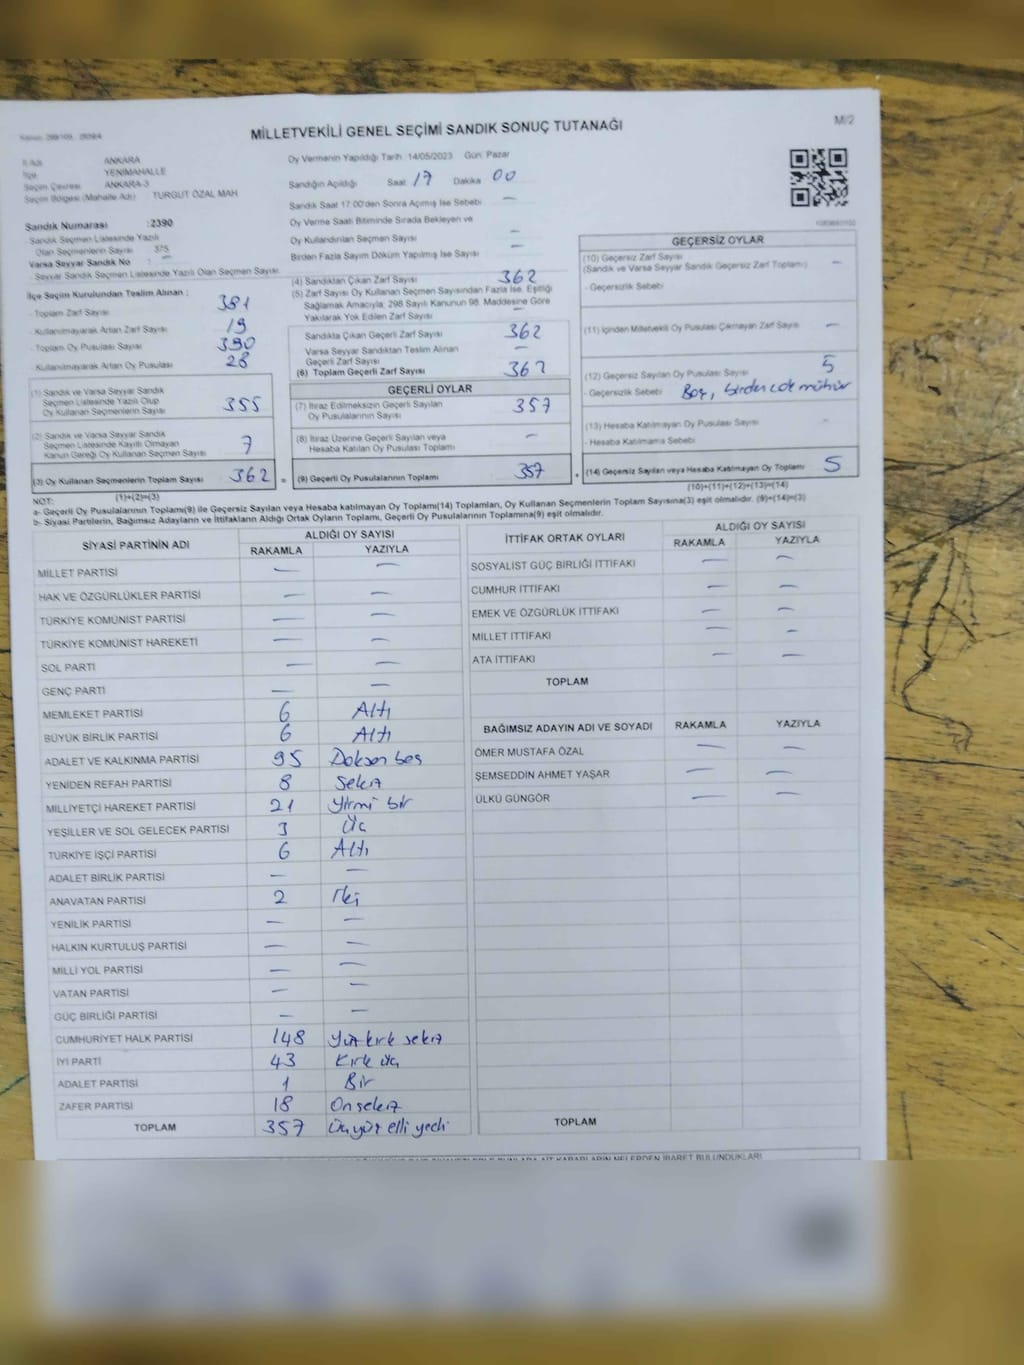 MİLLETVEKİLİ GENEL SEÇİMİ SANDIK SONUÇ TUTANAĞI
M/2
İl Adı ANKARA
İlçe YENİMAHALLE
Seçim Çevresi ANKARA-3
Seçim Bölgesi (Mahalle Adı) TURGUT ÖZAL MAH
Sandık Numarası :2390
- Sandık Seçmen Listesinde Yazılı
Olan Seçmenlerin Sayısı 375
Varsa Seyyar Sandık No : —
Seyyar Sandık Seçmen Listesinde Yazılı Olan Seçmen Sayısı
Oy Vermenin Yapıldığı Tarih :14/05/2023 Gün: Pazar
Sandığın Açıldığı Saat 17 Dakika 00
Sandık Saat 17:00'den Sonra Açımış İse Sebebi —
Oy Verme Saati Bitiminde Sırada Bekleyen ve
Oy Kullandırılan Seçmen Sayısı —
Birden Fazla Sayım Döküm Yapılmış İse Sayısı —
İlçe Seçim Kurulundan Teslim Alınan :
- Toplam Zarf Sayısı 381
- Kullanılmayarak Artan Zarf Sayısı 19
- Toplam Oy Pusulası Sayısı 390
- Kullanılmayarak Artan Oy Pusulası 28
(1) Sandık ve Varsa Seyyar Sandık
Seçmen Listesinde Yazılı Olup
Oy Kullanan Seçmenlerin Sayısı 355
(2) Sandık ve Varsa Seyyar Sandık
Seçmen Listesinde Kayıtlı Olmayan
Kanun Gereği Oy Kullanan Seçmen Sayısı 7
(3) Oy Kullanan Seçmenlerin Toplam Sayısı 362
(1)+(2)=(3)
(4) Sandıktan Çıkan Zarf Sayısı 362
(5) Zarf Sayısı Oy Kullanan Seçmen Sayısından Fazla İse, Eşitliği
Sağlamak Amacıyla, 298 Sayılı Kanunun 98. Maddesine Göre
Yakılarak Yok Edilen Zarf Sayısı —
Sandıkta Çıkan Geçerli Zarf Sayısı 362
Varsa Seyyar Sandıktan Teslim Alınan
Geçerli Zarf Sayısı —
(6) Toplam Geçerli Zarf Sayısı 362
GEÇERLİ OYLAR
(7) İtiraz Edilmeksizin Geçerli Sayılan
Oy Pusulalarının Sayısı 357
(8) İtiraz Üzerine Geçerli Sayılan veya
Hesaba Katılan Oy Pusulası Toplamı —
= (9) Geçerli Oy Pusulalarının Toplamı 357
GEÇERSİZ OYLAR
(10) Geçersiz Zarf Sayısı
(Sandık ve Varsa Seyyar Sandık Geçersiz Zarf Toplamı) —
- Geçersizlik Sebebi
(11) İçinden Milletvekili Oy Pusulası Çıkmayan Zarf Sayısı —
(12) Geçersiz Sayılan Oy Pusulası Sayısı 5
- Geçersizlik Sebebi Boş, birden çok mühür
(13) Hesaba Katılmayan Oy Pusulası Sayısı —
- Hesaba Katılmama Sebebi
+ (14) Geçersiz Sayılan veya Hesaba Katılmayan Oy Toplamı 5
(10)+(11)+(12)+(13)=(14)
NOT:
a- Geçerli Oy Pusulasının Toplamı(9) ile Geçersiz Sayılan veya Hesaba katılmayan Oy Toplamı(14) Toplamları, Oy Kullanan Seçmenlerin Toplam Sayısına(3) eşit olmalıdır. (9)+(14)=(3)
b- Siyasi Partilerin, Bağımsız Adayların ve İttifakların Aldığı Ortak Oyların Toplamı, Geçerli Oy Pusulalarının Toplamına(9) eşit olmalıdır.
SİYASİ PARTİNİN ADI ALDIĞI OY SAYISI
RAKAMLA YAZIYLA
MİLLET PARTİSİ — —
HAK VE ÖZGÜRLÜKLER PARTİSİ — —
TÜRKİYE KOMÜNİST PARTİSİ — —
TÜRKİYE KOMÜNİST HAREKETİ — —
SOL PARTİ — —
GENÇ PARTİ — —
MEMLEKET PARTİSİ 6 Altı
BÜYÜK BİRLİK PARTİSİ 6 Altı
ADALET VE KALKINMA PARTİSİ 95 Doksan beş
YENİDEN REFAH PARTİSİ 8 Sekiz
MİLLİYETÇİ HAREKET PARTİSİ 21 Yirmi bir
YEŞİLLER VE SOL GELECEK PARTİSİ 3 Üç
TÜRKİYE İŞÇİ PARTİSİ 6 Altı
ADALET BİRLİK PARTİSİ — —
ANAVATAN PARTİSİ 2 İki
YENİLİK PARTİSİ — —
HALKIN KURTULUŞ PARTİSİ — —
MİLLİ YOL PARTİSİ — —
VATAN PARTİSİ — —
GÜÇ BİRLİĞİ PARTİSİ — —
CUMHURİYET HALK PARTİSİ 148 Yüz kırk sekiz
İYİ PARTİ 43 Kırk üç
ADALET PARTİSİ 1 Bir
ZAFER PARTİSİ 18 Onsekiz
TOPLAM 357 Üçyüz elli yedi
İTTİFAK ORTAK OYLARI ALDIĞI OY SAYISI
RAKAMLA YAZIYLA
SOSYALİST GÜÇ BİRLİĞİ İTTİFAKI — —
CUMHUR İTTİFAKI — —
EMEK VE ÖZGÜRLÜK İTTİFAKI — —
MİLLET İTTİFAKI — —
ATA İTTİFAKI — —
TOPLAM
BAĞIMSIZ ADAYIN ADI VE SOYADI RAKAMLA YAZIYLA
ÖMER MUSTAFA ÖZAL — —
ŞEMSEDDİN AHMET YAŞAR — —
ÜLKÜ GÜNGÖR — —
TOPLAM